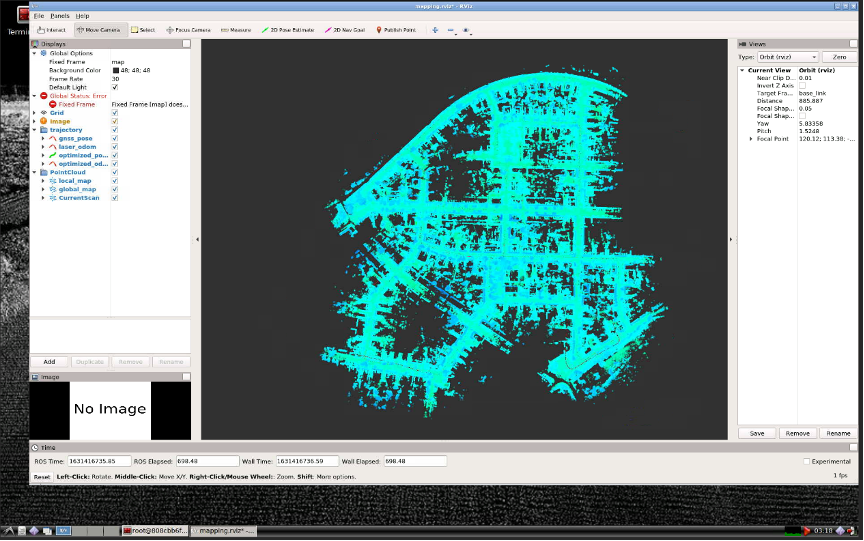 mapping.rviz* - RViz
File Panels Help
Interact Move Camera Select Focus Camera Measure 2D Pose Estimate 2D Nav Goal Publish Point
Displays
Global Options
Fixed Frame map
Background Color 48; 48; 48
Frame Rate 30
Default Light
Global Status: Error
Fixed Frame Fixed Frame [map] does...
Grid
image
trajectory
gnss_pose
laser_odom
optimized_po...
optimized_od...
PointCloud
local_map
global_map
CurrentScan
Add Duplicate Remove Rename
Image
No Image
Views
Type: Orbit (rviz) Zero
Current View Orbit (rviz)
Near Clip D... 0.01
Invert Z Axis
Target Fra... base_link
Distance 885.887
Focal Shap... 0.05
Focal Shap...
Yaw 5.03358
Pitch 1.5248
Focal Point 120.12; 113.38; -...
Save Remove Rename
Time
ROS Time: 1631416735.85 ROS Elapsed: 698.48 Wall Time: 1631416736.59 Wall Elapsed: 698.48 Experimental
Reset Left-Click: Rotate. Middle-Click: Move X/Y. Right-Click/Mouse Wheel: Zoom. Shift: More options. 1 fps
root@808cbb6f... mapping.rviz* -... 03:18